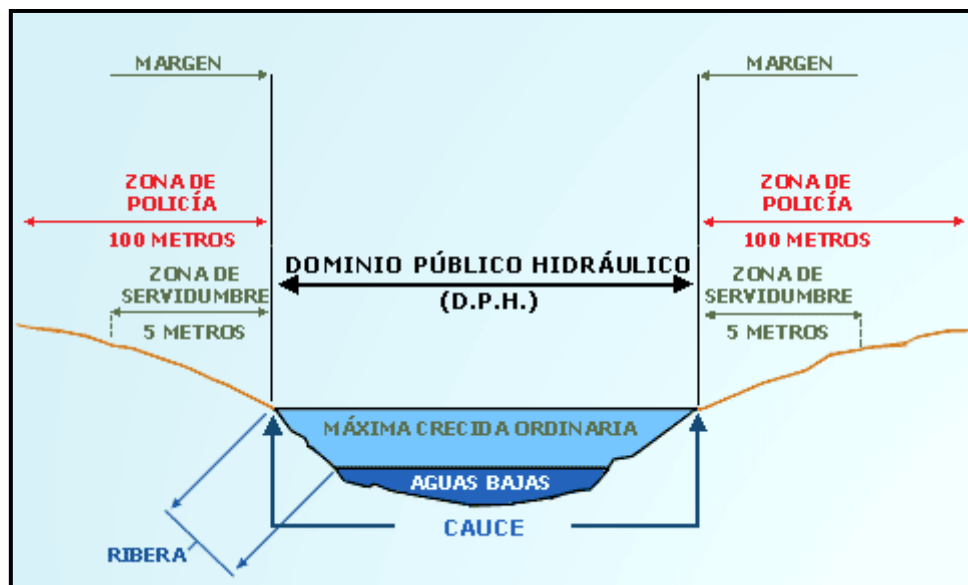 MARGEN
MARGEN
ZONA DE
POLICÍA
100 METROS
ZONA DE
POLICÍA
100 METROS
DOMINIO PÚBLICO HIDRÁULICO
(D.P.H.)
ZONA DE
SERVIDUMBRE
5 METROS
ZONA DE
SERVIDUMBRE
5 METROS
MÁXIMA CRECIDA ORDINARIA
AGUAS BAJAS
CAUCE
RIBERA